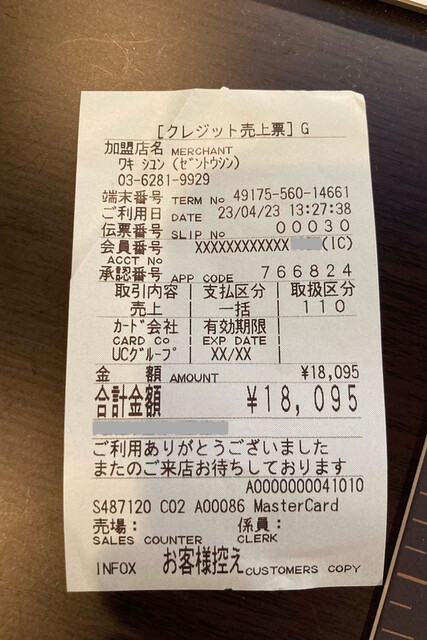 [クレジット売上票] G
加盟店名 MERCHANT
ワキ シュン (ゼントウシン)
03-6281-9929
端末番号 TERM No 49175-560-14661
ご利用日 DATE 23/04/23 13:27:38
伝票番号 SLIP No 00030
会員番号 XXXXXXXXXXXX (IC)
ACCT No
承認番号 APP CODE 766824
取引内容 支払区分 取扱区分
売上 一括 110
カード会社 有効期限
CARD Co EXP DATE
UCグループ XX/XX
金 額 AMOUNT ¥18,095
合計金額 ¥18,095
ご利用ありがとうございました
またのご来店お待ちしております
A0000000041010
S487120 C02 A00086 MasterCard
売場: 係員:
SALES COUNTER CLERK
INFOX お客様控え CUSTOMERS COPY